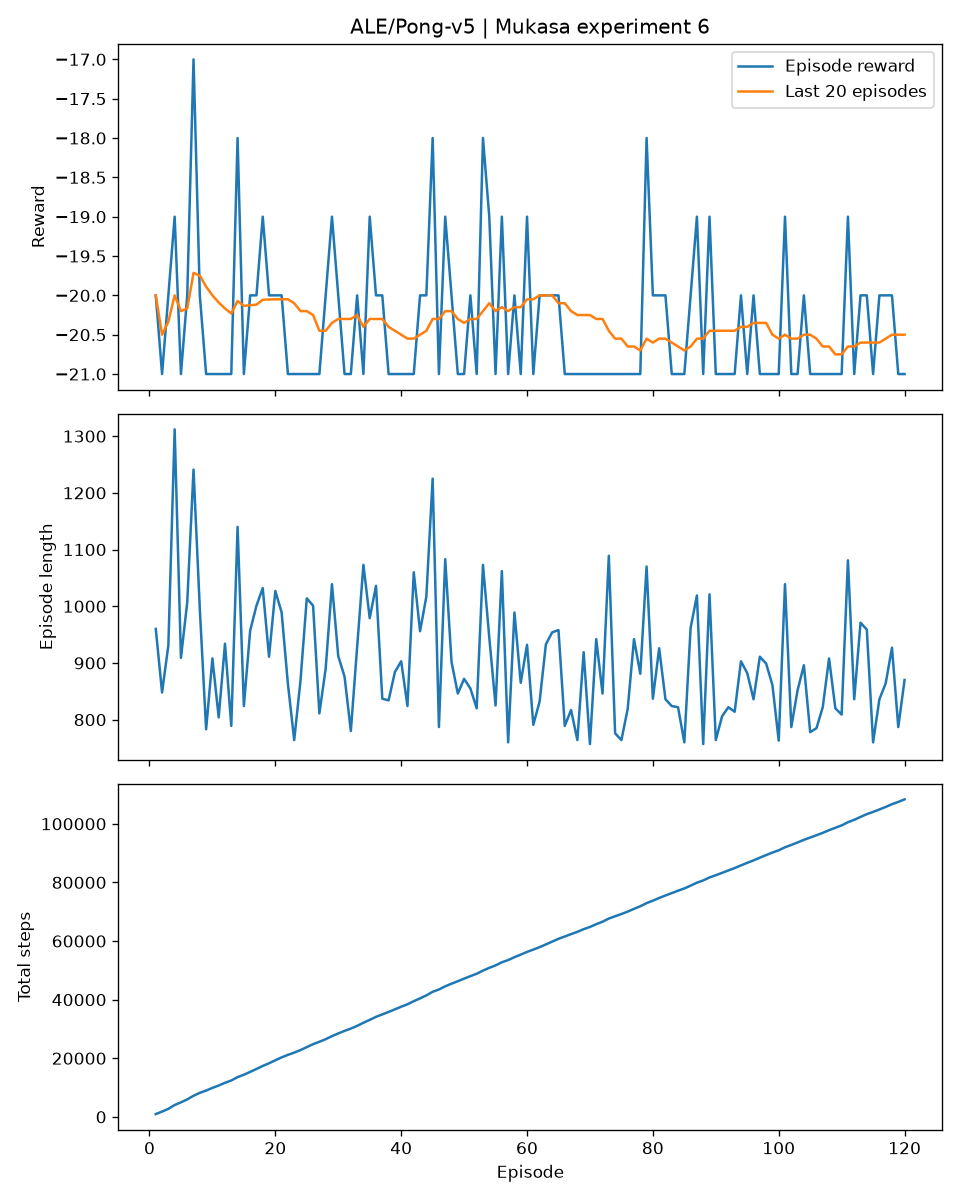 ALE/Pong-v5 | Mukasa experiment 6
Episode reward
Last 20 episodes
Reward
−17.0
−17.5
−18.0
−18.5
−19.0
−19.5
−20.0
−20.5
−21.0
Episode length
1300
1200
1100
1000
900
800
Total steps
100000
80000
60000
40000
20000
0
0 20 40 60 80 100 120
Episode